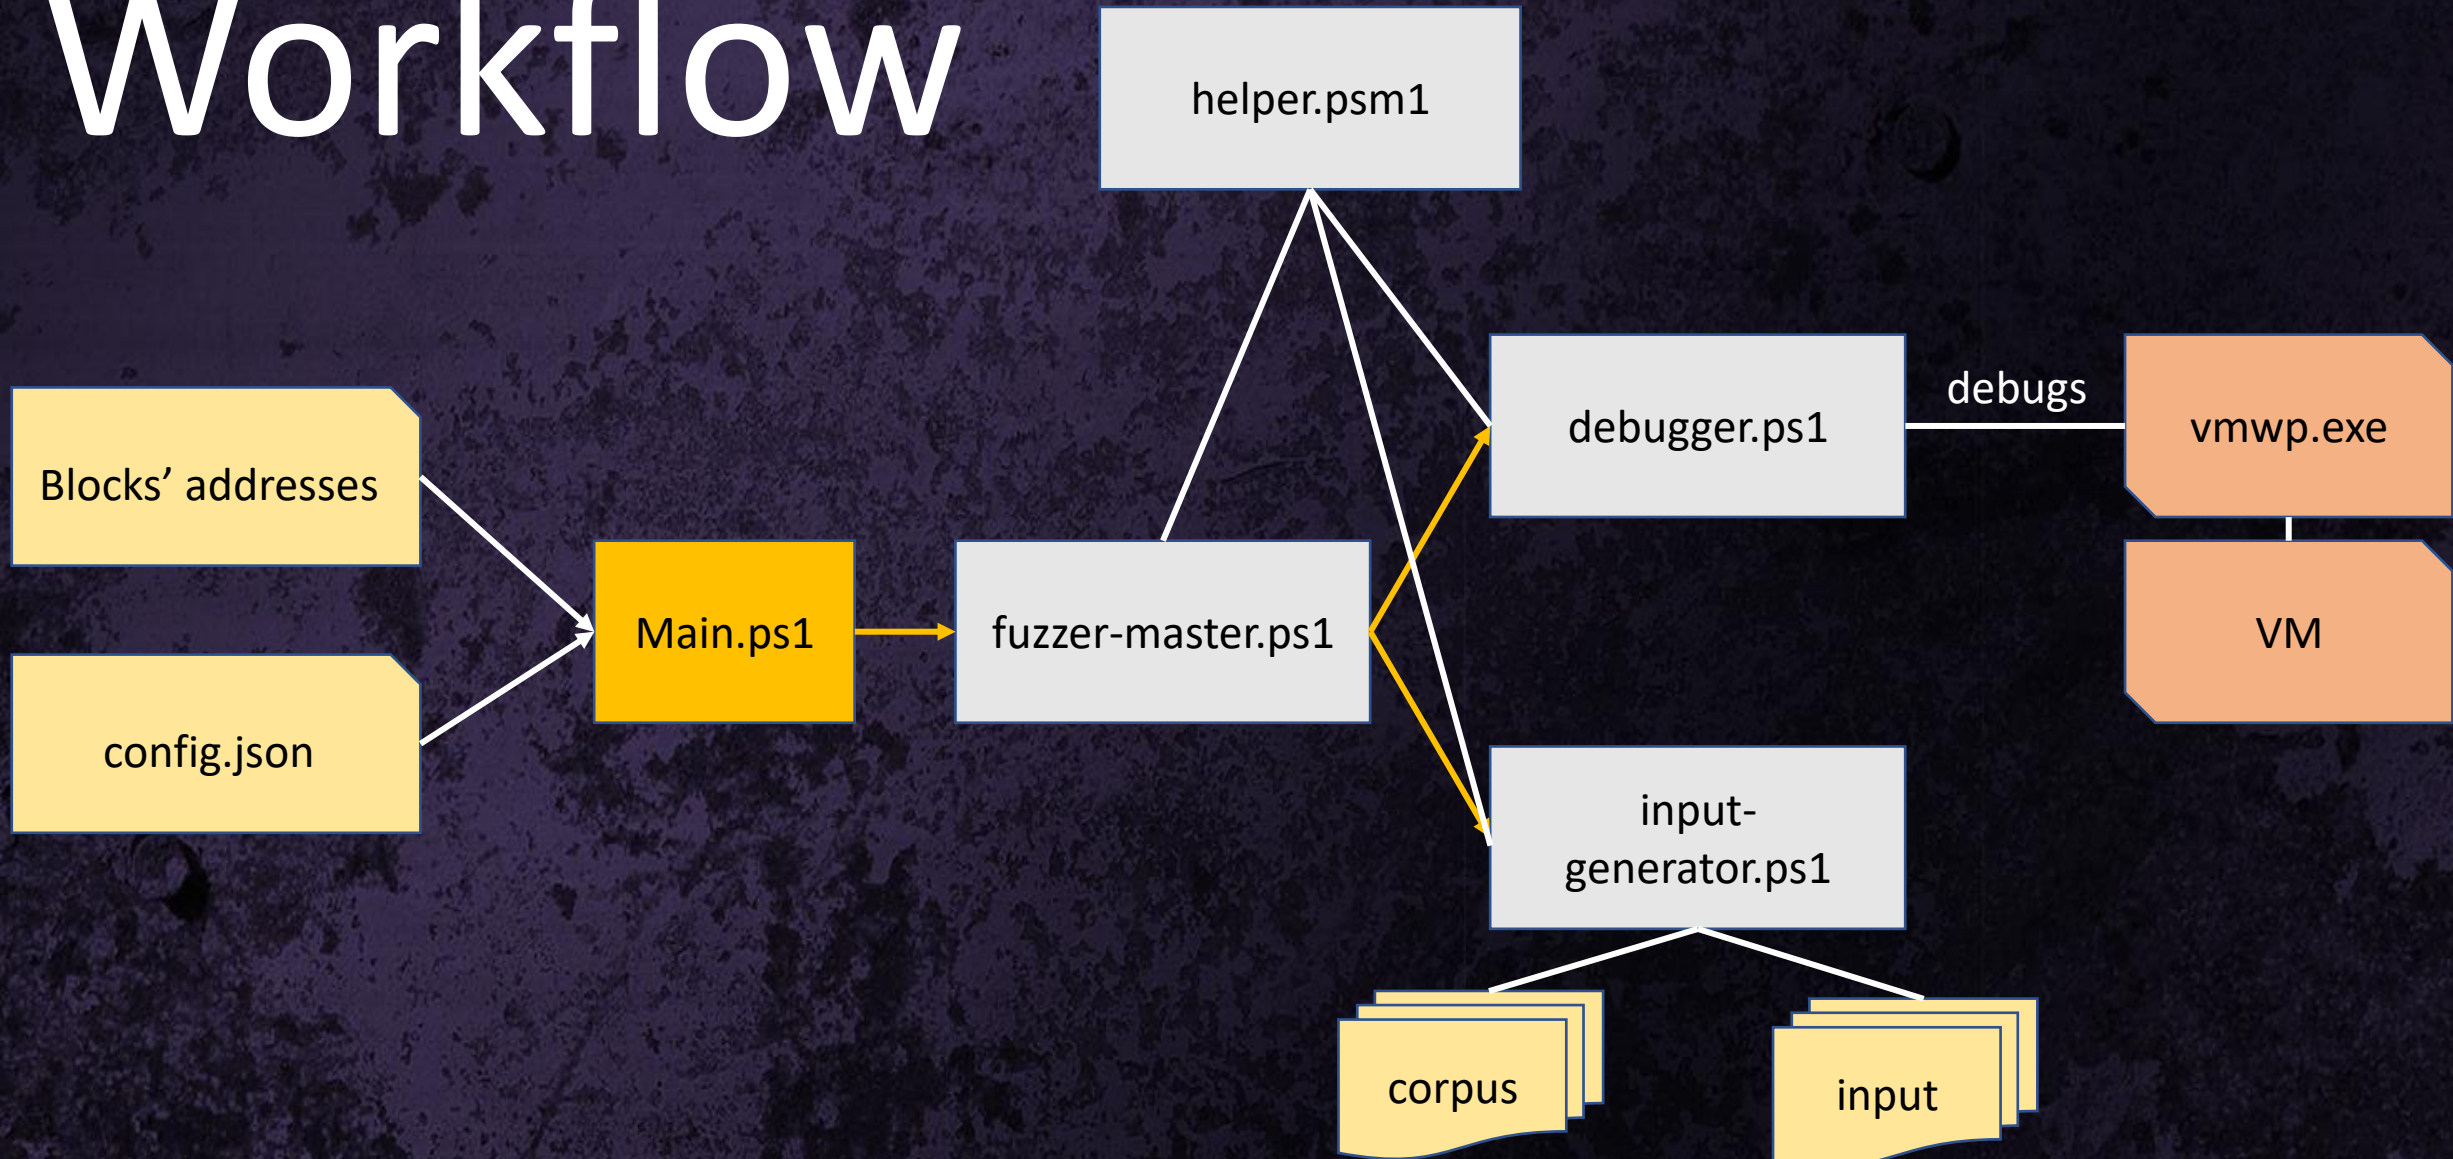 Workflow
helper.psm1
debugger.ps1
debugs
vmwp.exe
Blocks’ addresses
Main.ps1
fuzzer-master.ps1
VM
config.json
input-
generator.ps1
corpus
input